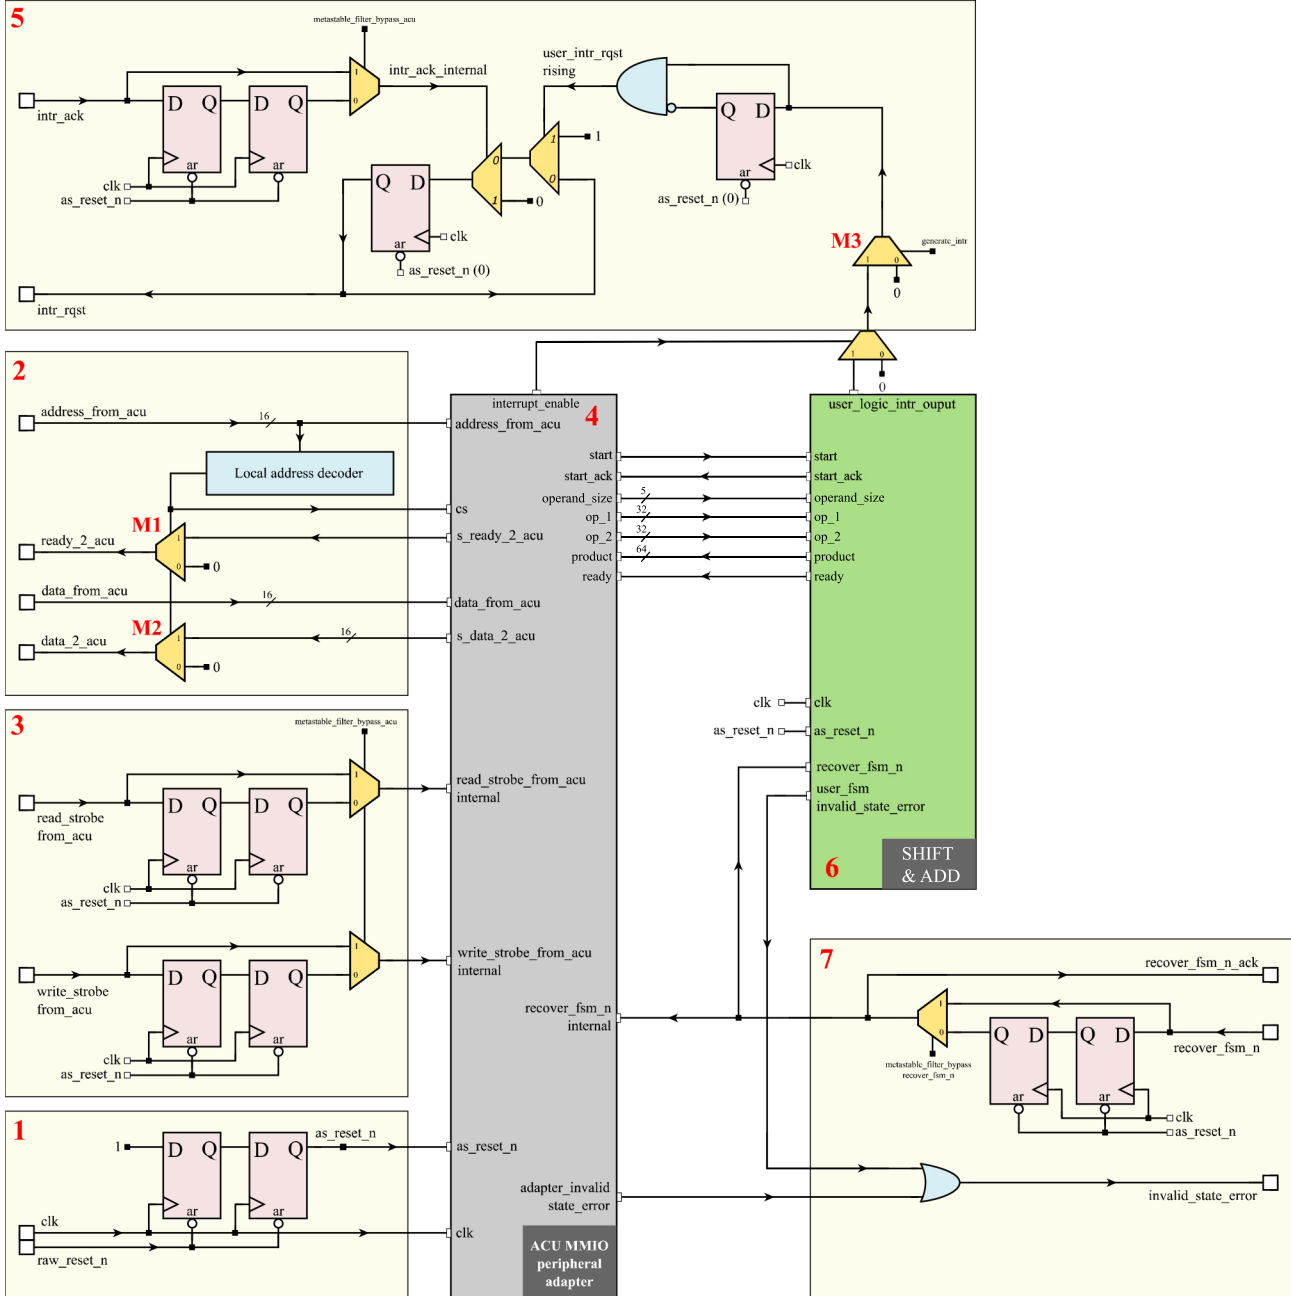 5
metastable_filter_bypass_acu
1
0
intr_ack_internal
user_intr_rqst
rising
intr_ack
D Q
D Q
ar
ar
clk
as_reset_n
Q D
ar
clk
as_reset_n (0)
0
1
0
1
0
1
Q D
ar
clk
as_reset_n (0)
M3
generate_intr
1 0
0
intr_rqst
1 0
0
2
address_from_acu
16
Local address decoder
M1
ready_2_acu
1
0
0
data_from_acu
16
M2
data_2_acu
16
1
0
0
interrupt_enable
4
address_from_acu
cs
s_ready_2_acu
data_from_acu
s_data_2_acu
start
start_ack
operand_size
op_1
op_2
product
ready
5
32
32
64
user_logic_intr_ouput
start
start_ack
operand_size
op_1
op_2
product
ready
clk
clk
as_reset_n
as_reset_n
recover_fsm_n
user_fsm
invalid_state_error
6
SHIFT
& ADD
3
metastable_filter_bypass_acu
1
0
read_strobe
from_acu
D Q
D Q
ar
ar
clk
as_reset_n
read_strobe_from_acu
internal
1
0
write_strobe
from_acu
D Q
D Q
ar
ar
clk
as_reset_n
write_strobe_from_acu
internal
recover_fsm_n
internal
7
recover_fsm_n_ack
1
0
metastable_filter_bypass
recover_fsm_n
Q D
Q D
ar
ar
recover_fsm_n
clk
as_reset_n
invalid_state_error
1
1
D Q
D Q
ar
ar
as_reset_n
as_reset_n
clk
raw_reset_n
clk
adapter_invalid
state_error
ACU MMIO
peripheral
adapter